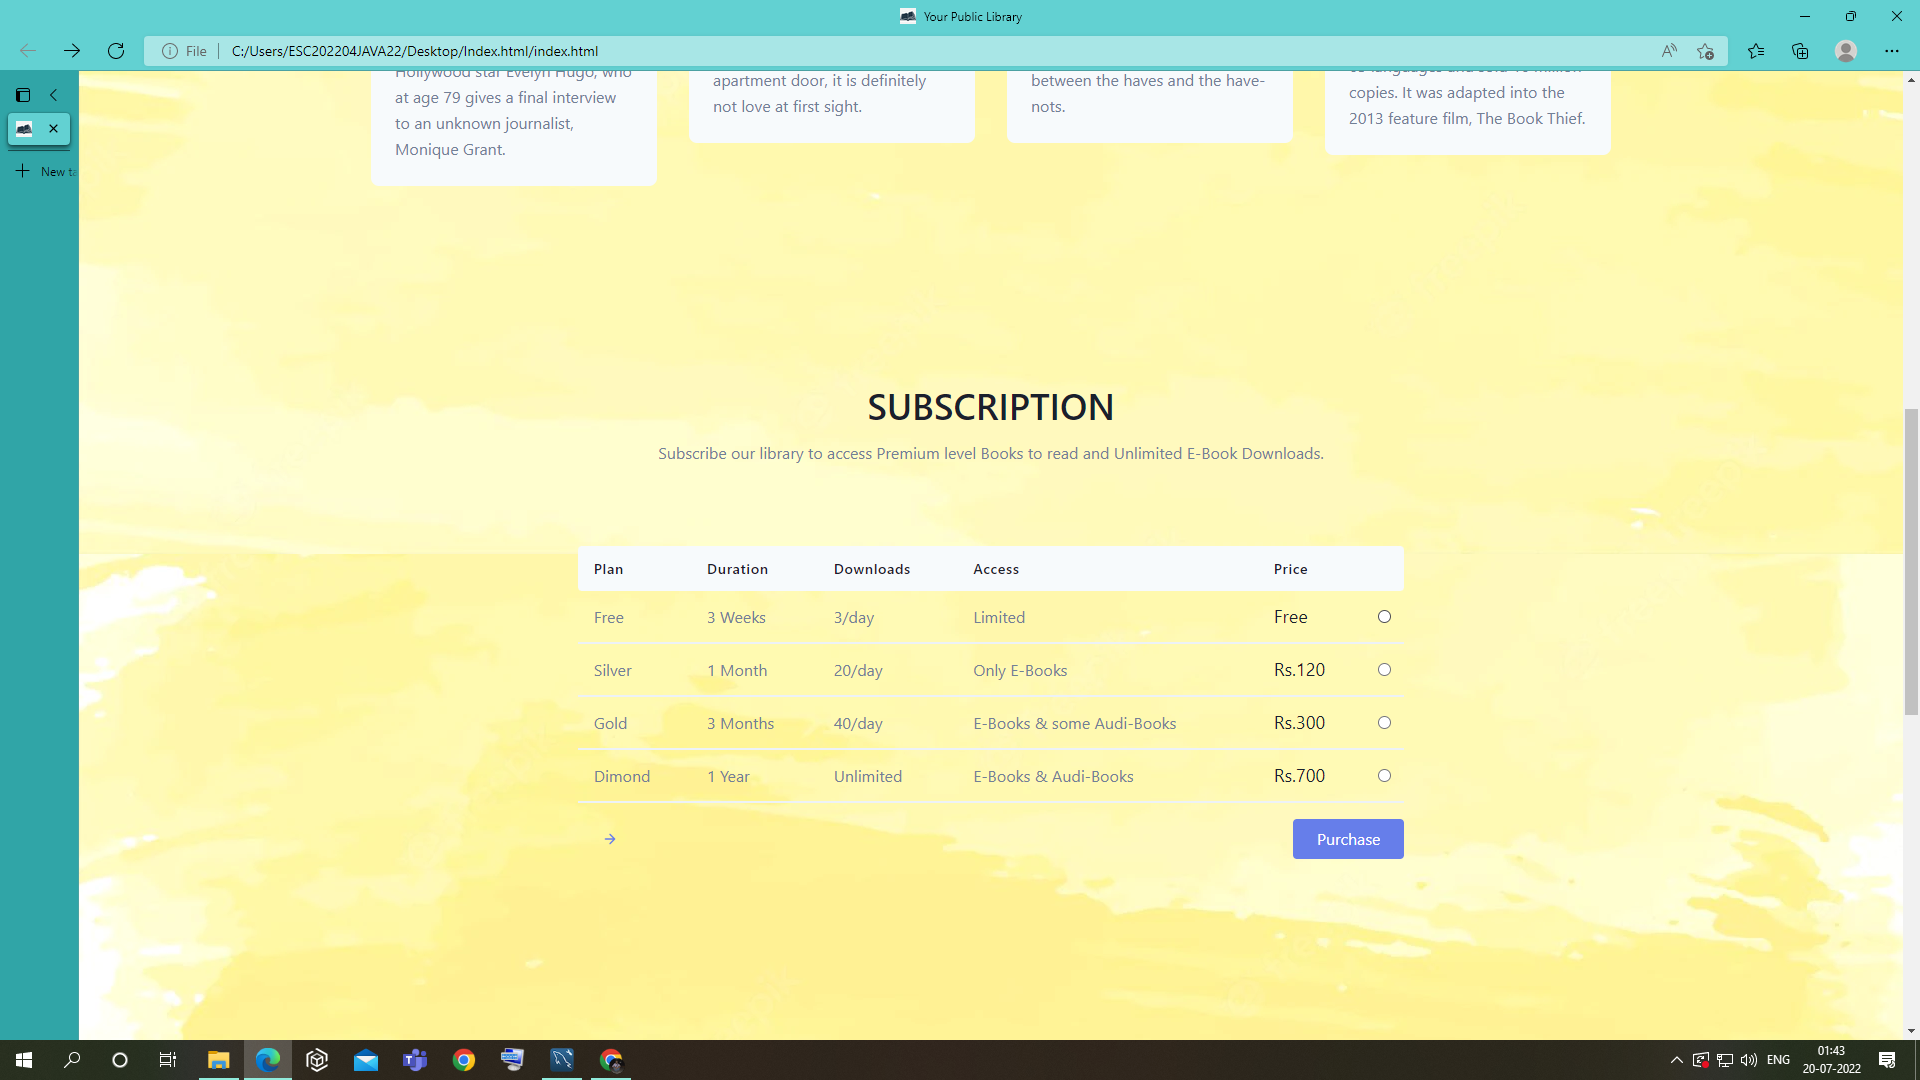 Your Public Library
File
C:/Users/ESC202204JAVA22/Desktop/Index.html/index.html
New ta
Hollywood star Evelyn Hugo, who
at age 79 gives a final interview
to an unknown journalist,
Monique Grant.
apartment door, it is definitely
not love at first sight.
between the haves and the have-
nots.
copies. It was adapted into the
2013 feature film, The Book Thief.
SUBSCRIPTION
Subscribe our library to access Premium level Books to read and Unlimited E-Book Downloads.
Plan Duration Downloads Access Price
Free 3 Weeks 3/day Limited Free
Silver 1 Month 20/day Only E-Books Rs.120
Gold 3 Months 40/day E-Books & some Audi-Books Rs.300
Dimond 1 Year Unlimited E-Books & Audi-Books Rs.700
Purchase
ENG
01:43
20-07-2022